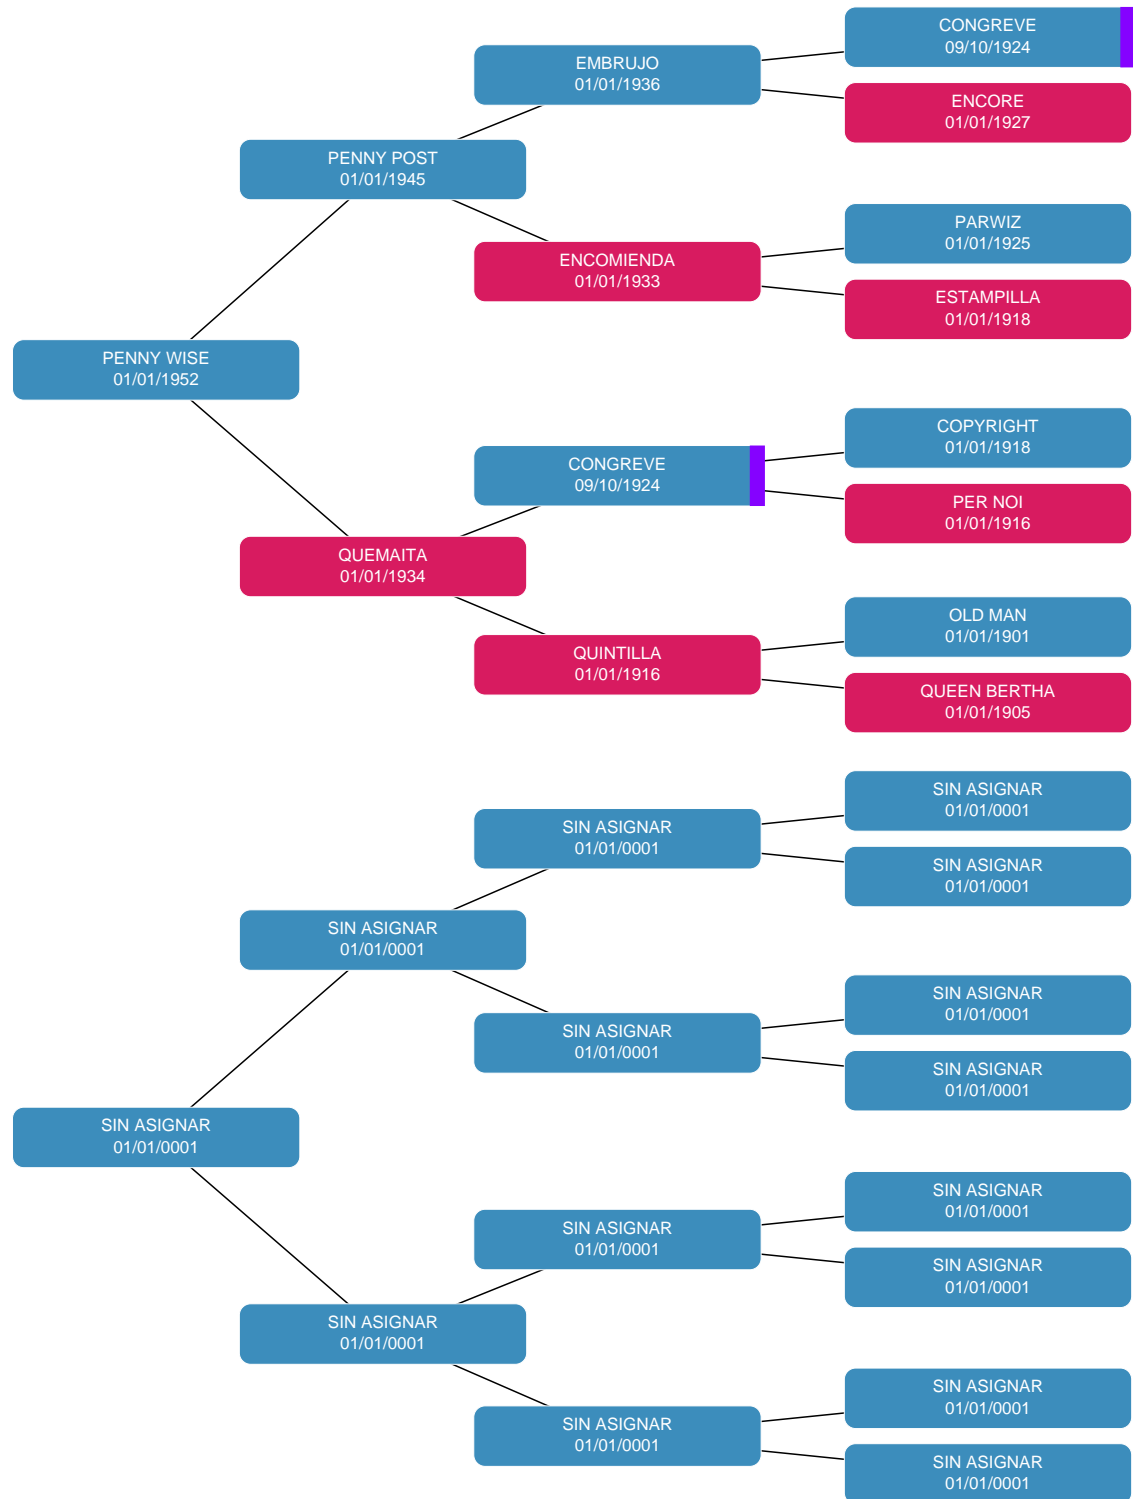 CONGREVE
09/10/1924
EMBRUJO
01/01/1936
ENCORE
01/01/1927
PENNY POST
01/01/1945
PARWIZ
01/01/1925
ENCOMIENDA
01/01/1933
ESTAMPILLA
01/01/1918
PENNY WISE
01/01/1952
COPYRIGHT
01/01/1918
CONGREVE
09/10/1924
PER NOI
01/01/1916
QUEMAITA
01/01/1934
OLD MAN
01/01/1901
QUINTILLA
01/01/1916
QUEEN BERTHA
01/01/1905
SIN ASIGNAR
01/01/0001
SIN ASIGNAR
01/01/0001
SIN ASIGNAR
01/01/0001
SIN ASIGNAR
01/01/0001
SIN ASIGNAR
01/01/0001
SIN ASIGNAR
01/01/0001
SIN ASIGNAR
01/01/0001
SIN ASIGNAR
01/01/0001
SIN ASIGNAR
01/01/0001
SIN ASIGNAR
01/01/0001
SIN ASIGNAR
01/01/0001
SIN ASIGNAR
01/01/0001
SIN ASIGNAR
01/01/0001
SIN ASIGNAR
01/01/0001
SIN ASIGNAR
01/01/0001